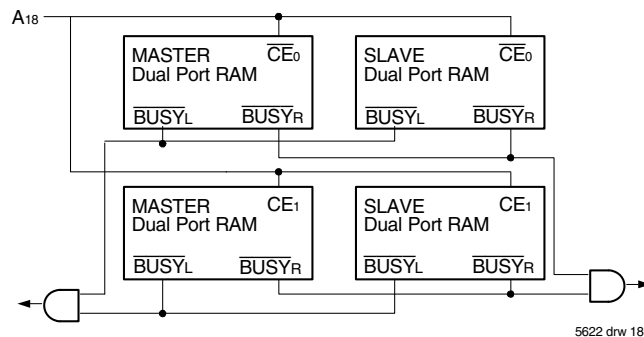 A18
MASTER CE0
Dual Port RAM
BUSYL BUSYR
SLAVE CE0
Dual Port RAM
BUSYL BUSYR
MASTER CE1
Dual Port RAM
BUSYL BUSYR
SLAVE CE1
Dual Port RAM
BUSYL BUSYR
5622 drw 18